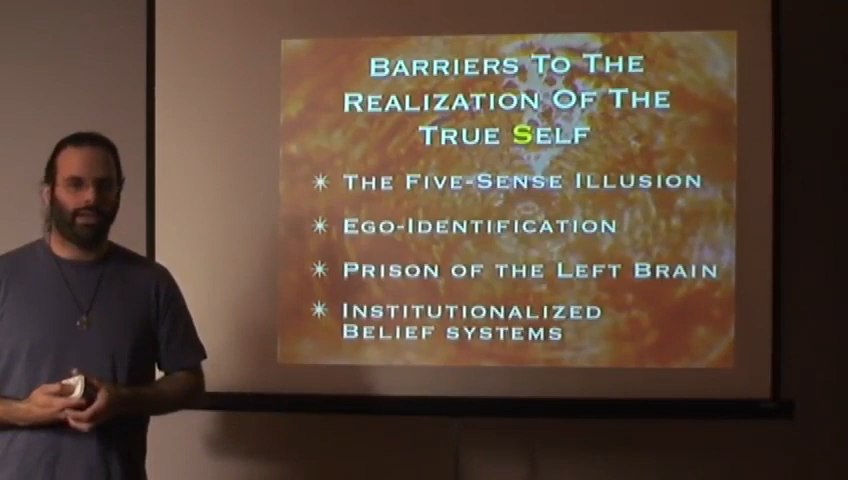 BARRIERS TO THE
REALIZATION OF THE
TRUE SELF
THE FIVE-SENSE ILLUSION
EGO-IDENTIFICATION
PRISON OF THE LEFT BRAIN
INSTITUTIONALIZED
BELIEF SYSTEMS